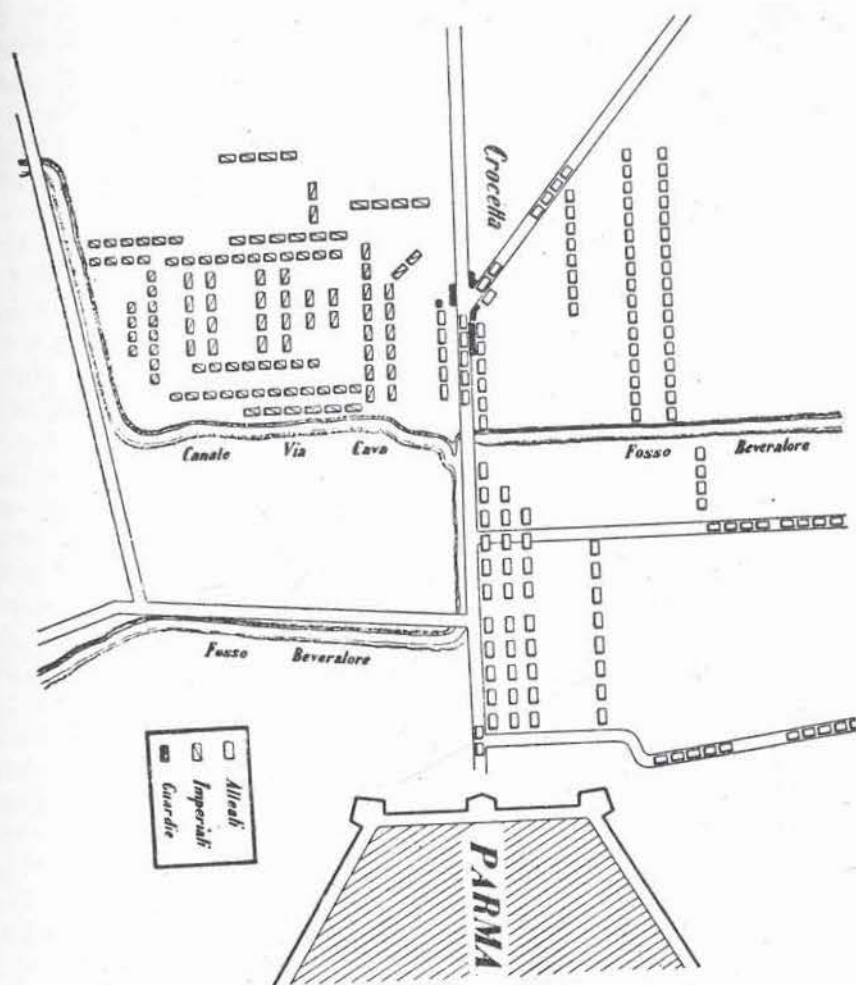 Crocetta
Canale Via Cava
Fosso Beveralore
Fosso Beveralore
Alleati
Imperiali
Guardie
PARMA